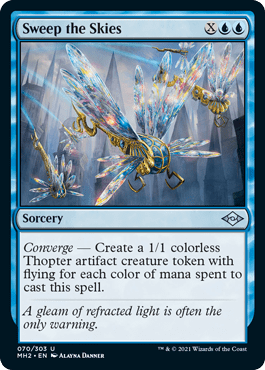 Sweep the Skies XUU
Sorcery
Converge — Create a 1/1 colorless
Thopter artifact creature token with
flying for each color of mana spent to
cast this spell.
A gleam of refracted light is often the
only warning.
070/303 U
MH2 • EN ALAYNA DANNER
™ & © 2021 Wizards of the Coast